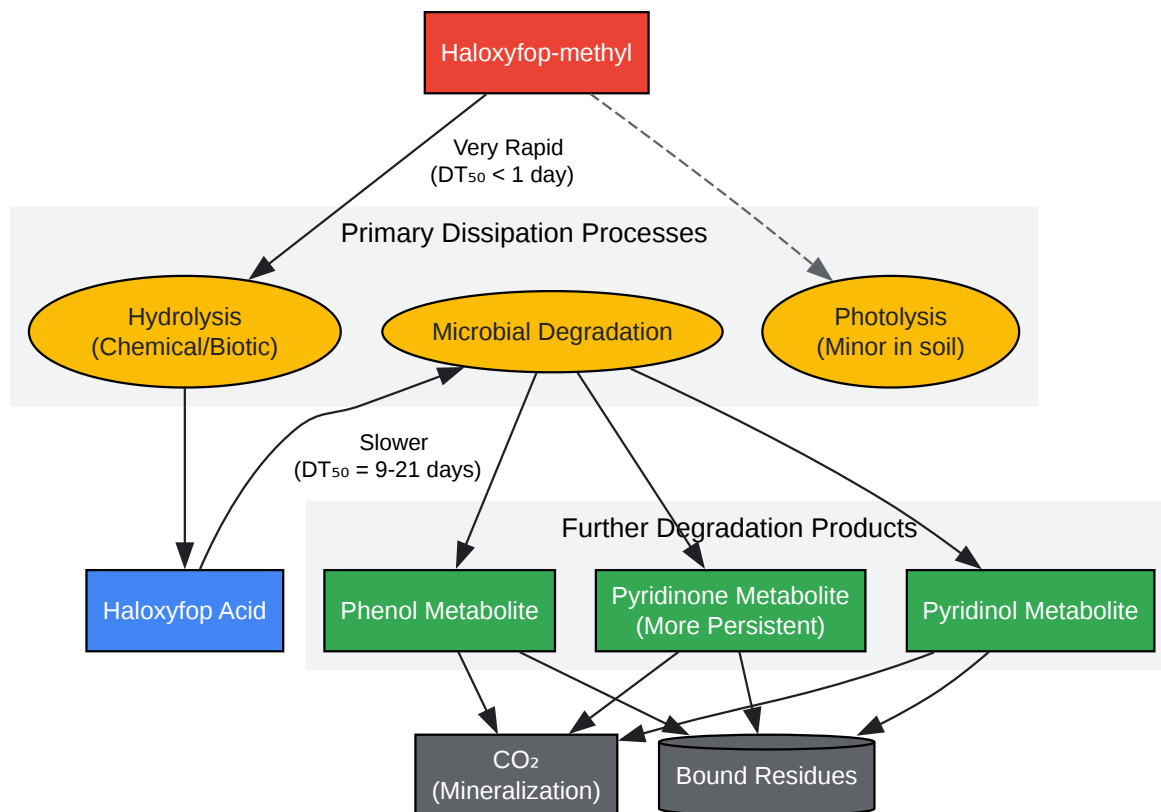 Haloxyfop-methyl
Very Rapid
(DT₅₀ < 1 day)
Primary Dissipation Processes
Hydrolysis
(Chemical/Biotic)
Microbial Degradation
Photolysis
(Minor in soil)
Slower
(DT₅₀ = 9-21 days)
Further Degradation Products
Haloxyfop Acid
Phenol Metabolite
Pyridinone Metabolite
(More Persistent)
Pyridinol Metabolite
CO₂
(Mineralization)
Bound Residues